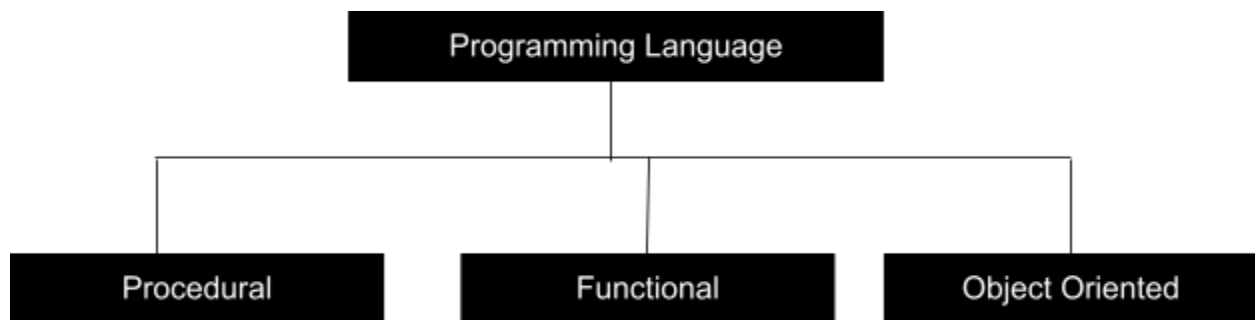 Programming Language
Procedural
Functional
Object Oriented